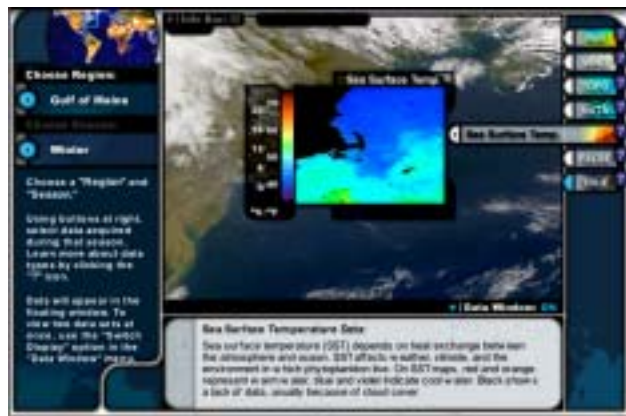 Choose Region:
Gulf of Maine
Choose Season:
Winter
Choose a "Region" and
"Season."
Using buttons at right,
select data acquired
during that season.
Learn more about data
types by clicking the
"?" icon.
Data will appear in the
floating window. To
view two data sets at
once, use the "Switch
Display" option in the
"Data Window" menu.
Sea Surface Temp.
Sea Surface Temp.
Data Window: ON
Sea Surface Temperature Data:
Sea surface temperature (SST) depends on heat exchange between
the atmosphere and ocean. SST affects weather, climate, and the
environment in which phytoplankton live. On SST maps, red and orange
represent warm water, blue and violet indicate cool water. Black shows
a lack of data, usually because of cloud cover.